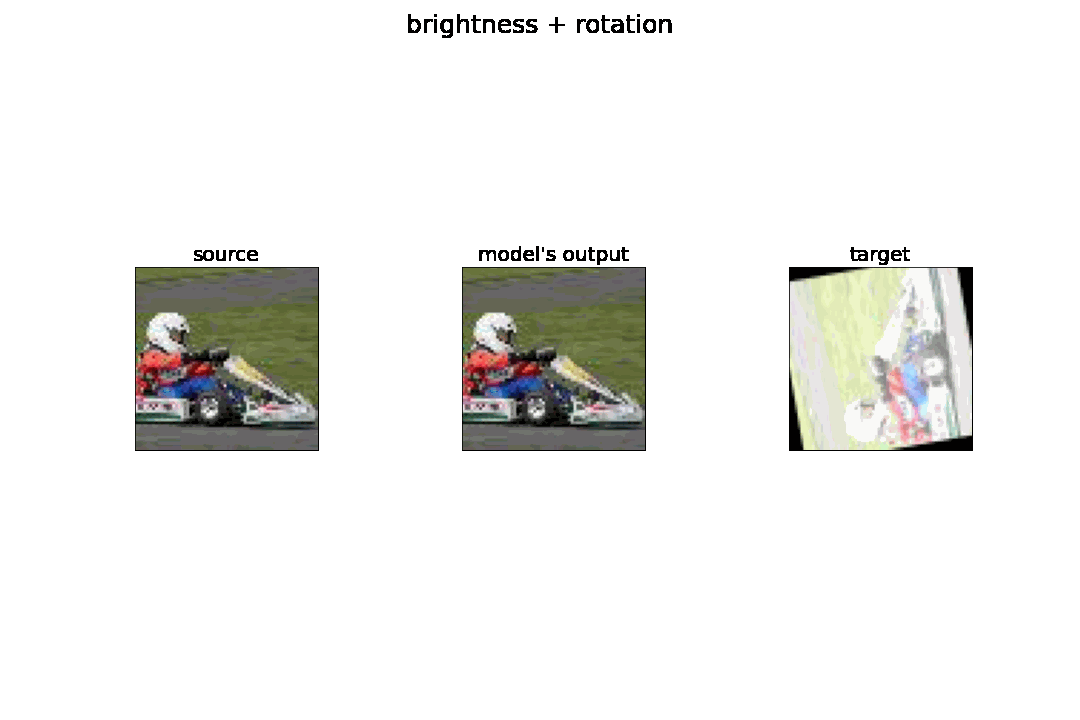 brightness + rotation
source
model's output
target